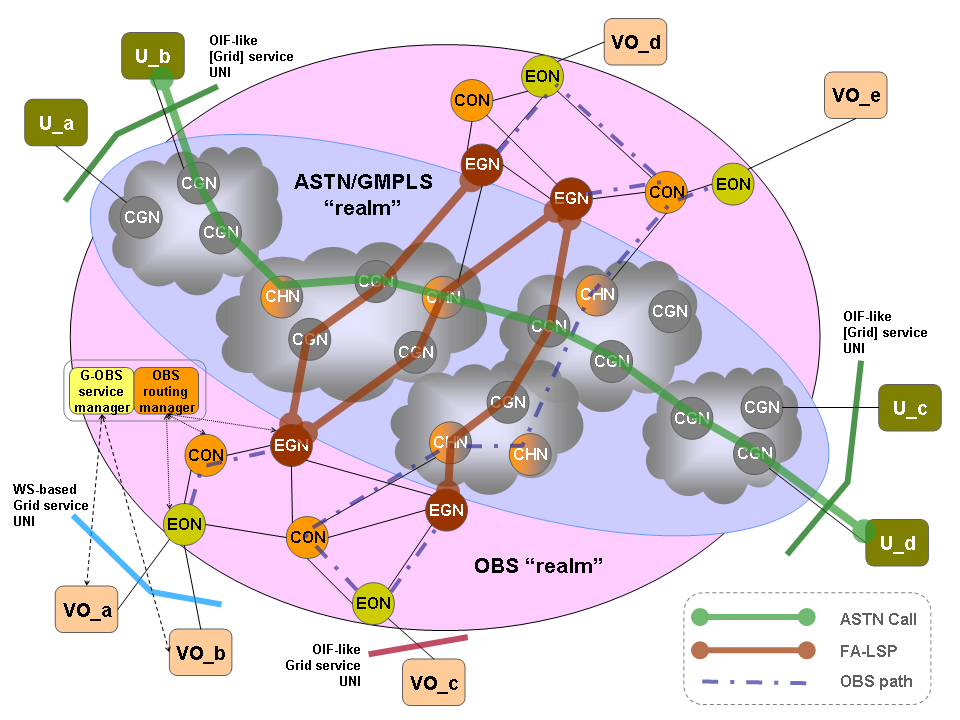 VO_d
OIF-like
[Grid] service
UNI
U_b
EON
VO_e
CON
U_a
EGN
CGN
ASTN/GMPLS
“realm”
EGN
CON
EON
CGN
CGN
CGN
CHN
CHN
CHN
CGN
CGN
CGN
OIF-like
[Grid] service
UNI
CGN
CGN
CGN
G-OBS
service
manager
OBS
routing
manager
CGN
CGN
CGN
U_c
EGN
CHN
CHN
CGN
CON
WS-based
Grid service
UNI
EGN
EON
CON
U_d
OBS “realm”
VO_a
EON
ASTN Call
OIF-like
Grid service
UNI
VO_b
FA-LSP
VO_c
OBS path